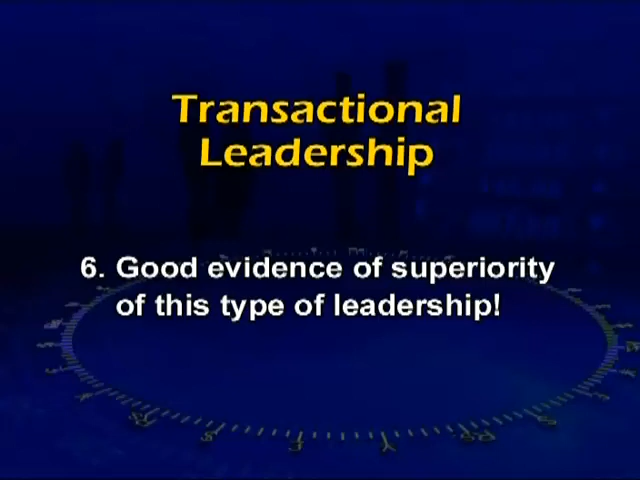 Transactional
Leadership
6. Good evidence of superiority
of this type of leadership!